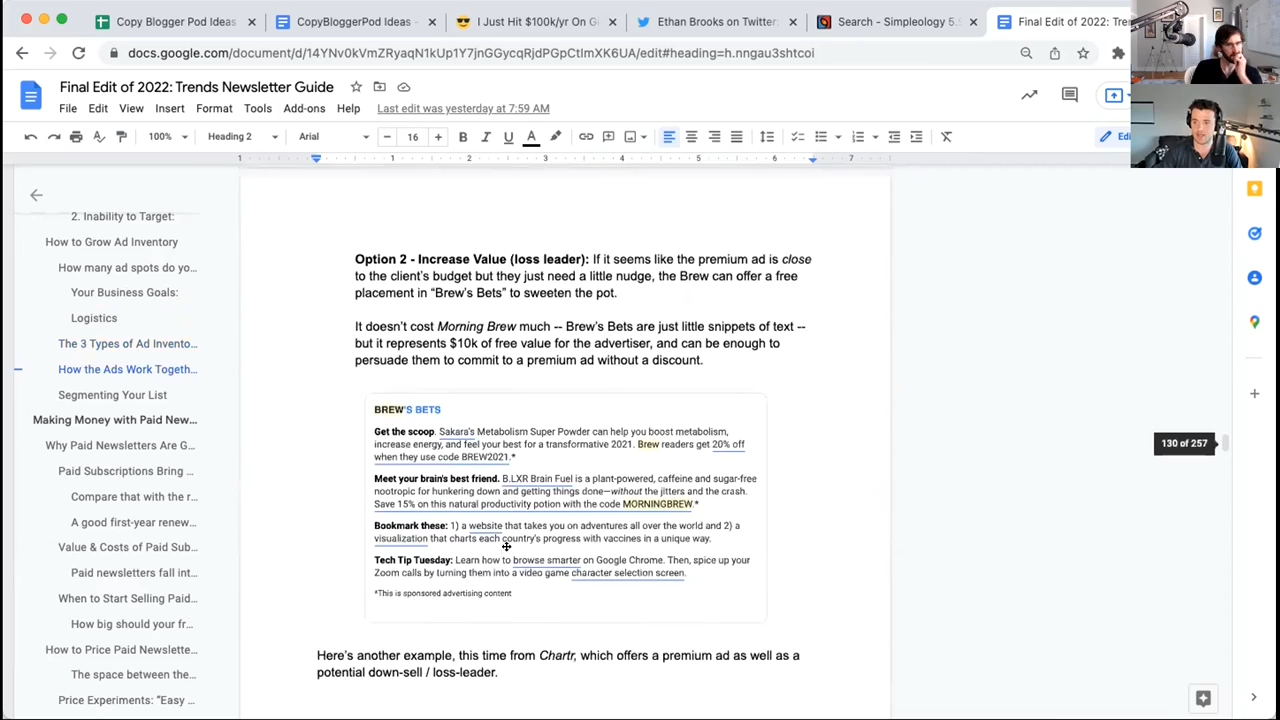 Copy Blogger Pod Ideas
CopyBloggerPod Ideas -
I Just Hit $100k/yr On G
Ethan Brooks on Twitter:
Search - Simpleology 5.
Final Edit of 2022: Tre
docs.google.com/document/d/14YNv0kVmZRyaqN1kUp1Y7jnGGycqRjtPGpCtlmXK6UA/edit#heading=h.nngau3shtcoi
Final Edit of 2022: Trends Newsletter Guide
File Edit View Insert Format Tools Add-ons Help Last edit was yesterday at 7:59 AM
100% Heading 2 Arial 16 B I U A
1 1 2 3 4 5 6 7
2. Inability to Target:
How to Grow Ad Inventory
How many ad spots do yo...
Your Business Goals:
Logistics
The 3 Types of Ad Invento...
How the Ads Work Togeth...
Segmenting Your List
Making Money with Paid New...
Why Paid Newsletters Are G...
Paid Subscriptions Bring ...
Compare that with the r...
A good first-year renew...
Value & Costs of Paid Sub...
Paid newsletters fall int...
When to Start Selling Paid...
How big should your fr...
How to Price Paid Newslette...
The space between the...
Price Experiments: “Easy ...
Option 2 - Increase Value (loss leader): If it seems like the premium ad is close
to the client’s budget but they just need a little nudge, the Brew can offer a free
placement in “Brew’s Bets” to sweeten the pot.
It doesn’t cost Morning Brew much -- Brew’s Bets are just little snippets of text --
but it represents $10k of free value for the advertiser, and can be enough to
persuade them to commit to a premium ad without a discount.
BREW'S BETS
Get the scoop. Sakara's Metabolism Super Powder can help you boost metabolism,
increase energy, and feel your best for a transformative 2021. Brew readers get 20% off
when they use code BREW2021.*
Meet your brain's best friend. B.LXR Brain Fuel is a plant-powered, caffeine and sugar-free
nootropic for hunkering down and getting things done—without the jitters and the crash.
Save 15% on this natural productivity potion with the code MORNINGBREW.*
Bookmark these: 1) a website that takes you on adventures all over the world and 2) a
visualization that charts each country's progress with vaccines in a unique way.
Tech Tip Tuesday: Learn how to browse smarter on Google Chrome. Then, spice up your
Zoom calls by turning them into a video game character selection screen.
*This is sponsored advertising content
Here’s another example, this time from Chartr, which offers a premium ad as well as a
potential down-sell / loss-leader.
130 of 257